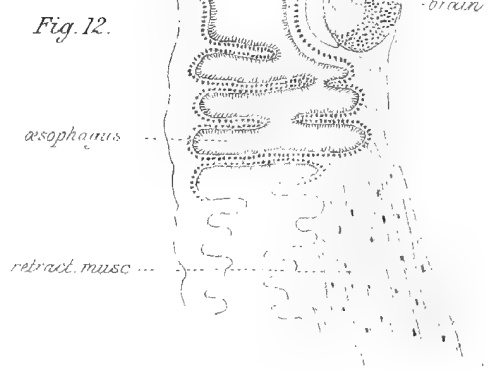 brain
Fig. 12.
œsophagus
retract. musc